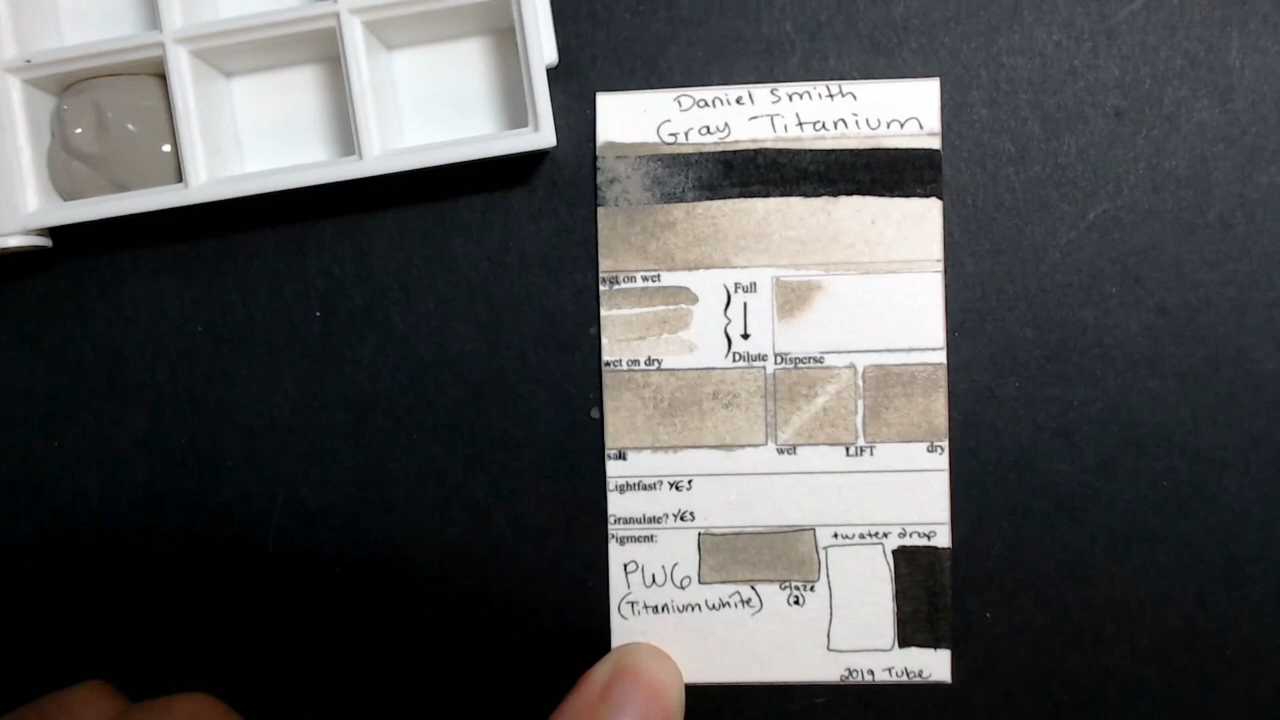 Daniel Smith
Gray Titanium
wet on wet
Full
wet on dry
Dilute
Disperse
salt
wet
LIFT
dry
Lightfast? YES
Granulate? YES
Pigment:
+water drop
PW6
Glaze
(2)
(Titanium White)
2019 Tube